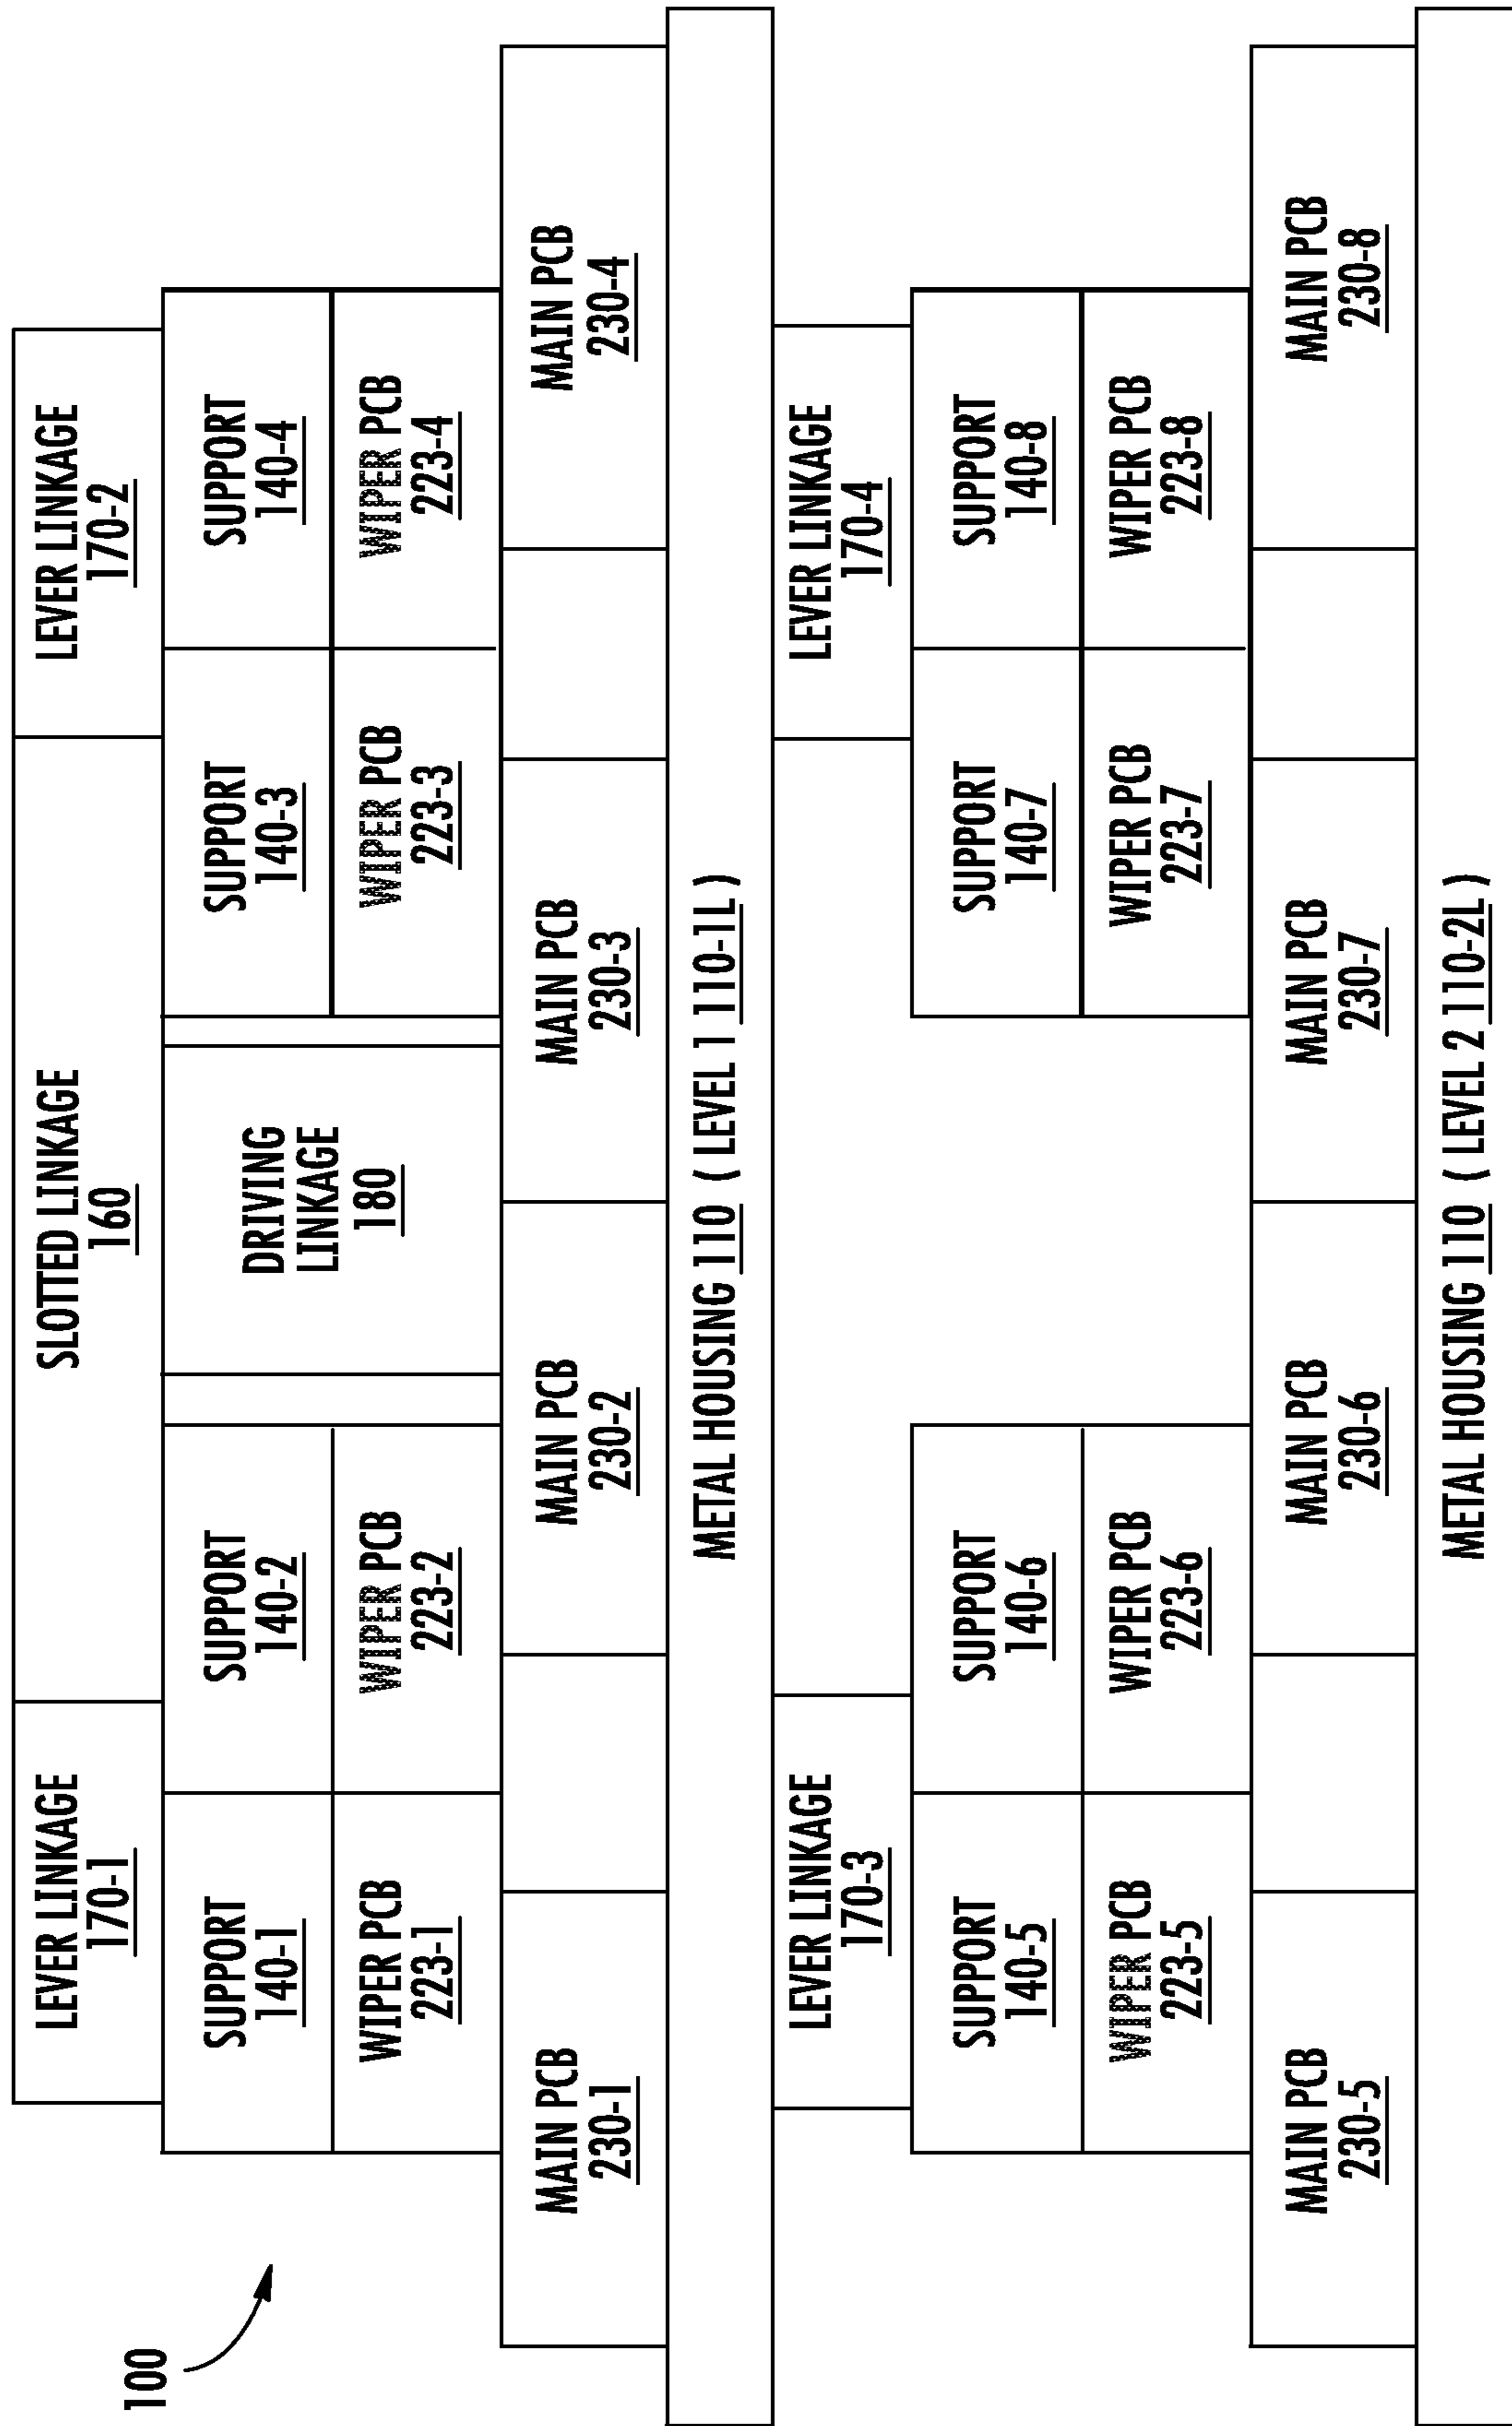 100
LEVER LINKAGE
170-1
SLOTTED LINKAGE
160
LEVER LINKAGE
170-2
SUPPORT
140-1
SUPPORT
140-2
DRIVING
LINKAGE
180
SUPPORT
140-3
SUPPORT
140-4
WIPER PCB
223-1
WIPER PCB
223-2
WIPER PCB
223-3
WIPER PCB
223-4
MAIN PCB
230-1
MAIN PCB
230-2
MAIN PCB
230-3
MAIN PCB
230-4
METAL HOUSING 110 ( LEVEL 1 110-1L )
LEVER LINKAGE
170-3
LEVER LINKAGE
170-4
SUPPORT
140-5
SUPPORT
140-6
SUPPORT
140-7
SUPPORT
140-8
WIPER PCB
223-5
WIPER PCB
223-6
WIPER PCB
223-7
WIPER PCB
223-8
MAIN PCB
230-5
MAIN PCB
230-6
MAIN PCB
230-7
MAIN PCB
230-8
METAL HOUSING 110 ( LEVEL 2 110-2L )